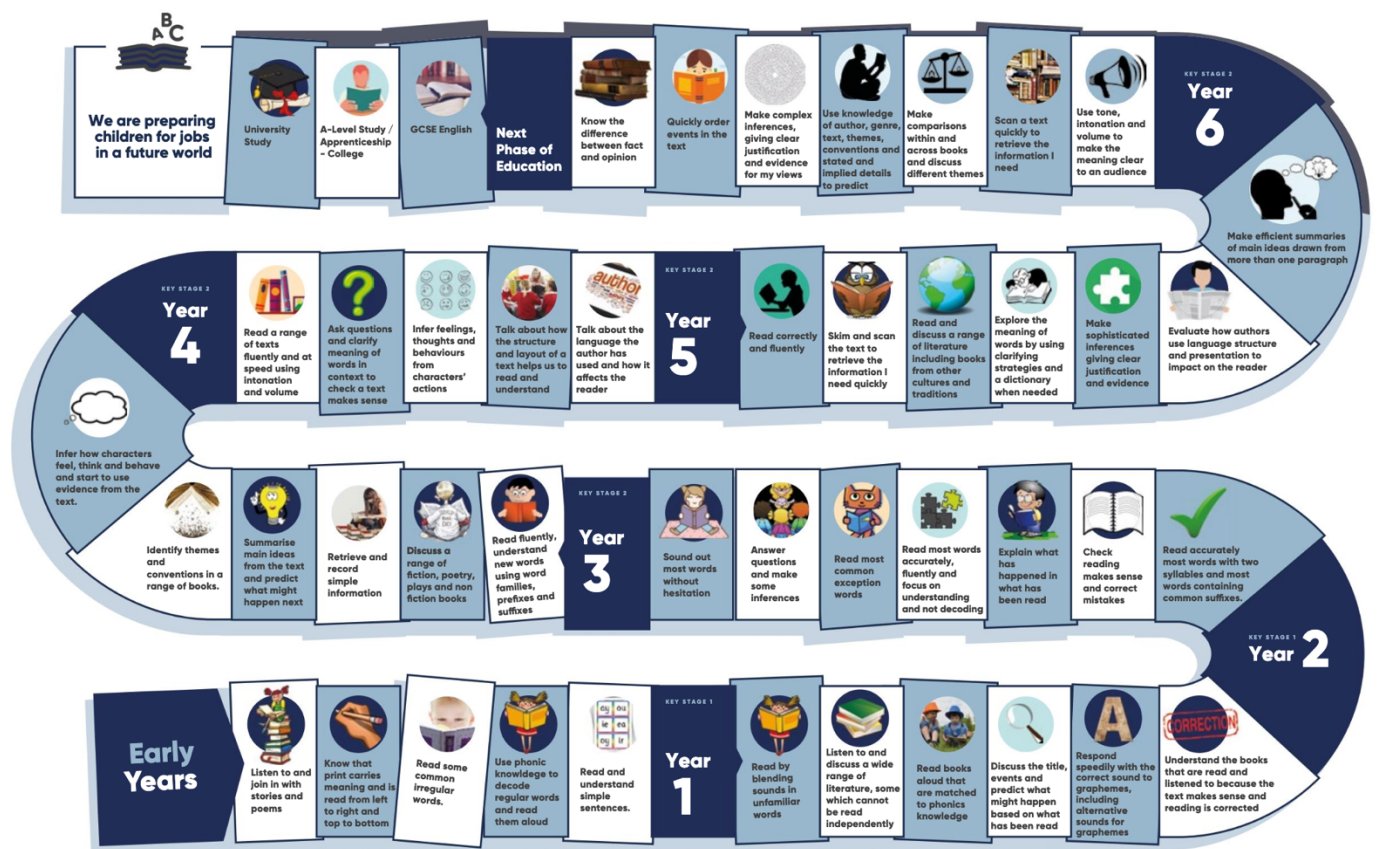 ABC
We are preparing
children for jobs
in a future world
University
Study
A-Level Study /
Apprenticeship
- College
GCSE English
Next
Phase of
Education
Know the
difference
between fact
and opinion
Quickly order
events in the
text
Make complex
inferences,
giving clear
justification
and evidence
for my views
Use knowledge
of author, genre,
text, themes,
conventions and
stated and
implied details
to predict
Make
comparisons
within and
across books
and discuss
different themes
Scan a text
quickly to
retrieve the
information I
need
Use tone,
intonation and
volume to
make the
meaning clear
to an audience
KEY STAGE 2
Year
6
Make efficient summaries
of main ideas drawn from
more than one paragraph
KEY STAGE 2
Year
4
Read a range
of texts
fluently and at
speed using
intonation
and volume
Ask questions
and clarify
meaning of
words in
context to
check a text
makes sense
Infer feelings,
thoughts and
behaviours
from
characters'
actions
Talk about how
the structure
and layout of a
text helps us to
read and
understand
author
Talk about the
language the
author has
used and how it
affects the
reader
KEY STAGE 2
Year
5
Read correctly
and fluently
Skim and scan
the text to
retrieve the
information I
need quickly
Read and
discuss a range
of literature
including books
from other
cultures and
traditions
Explore the
meaning of
words by using
clarifying
strategies and
a dictionary
when needed
Make
sophisticated
inferences
giving clear
justification
and evidence
Evaluate how authors
use language structure
and presentation to
impact on the reader
Infer how characters
feel, think and behave
and start to use
evidence from the
text.
Identify themes
and
conventions in a
range of books.
Summarise
main ideas
from the text
and predict
what might
happen next
Retrieve and
record
simple
information
Discuss a
range of
fiction, poetry,
plays and non
fiction books
Read fluently,
understand
new words
using word
families,
prefixes and
suffixes
KEY STAGE 2
Year
3
Sound out
most words
without
hesitation
Answer
questions
and make
some
inferences
Read most
common
exception
words
Read most words
accurately,
fluently and
focus on
understanding
and not decoding
Explain what
has
happened in
what has
been read
Check
reading
makes sense
and correct
mistakes
Read accurately
most words with two
syllables and most
words containing
common suffixes.
KEY STAGE 1
Year 2
Early
Years
Listen to and
join in with
stories and
poems
Know that
print carries
meaning and is
read from left
to right and
top to bottom
Read some
common
irregular
words.
Use phonic
knowldege to
decode
regular words
and read
them aloud
ay ou
ie ea
oy ir
Read and
understand
simple
sentences.
KEY STAGE 1
Year
1
Read by
blending
sounds in
unfamiliar
words
Listen to and
discuss a wide
range of
literature, some
which cannot
be read
independently
Read books
aloud that
are matched
to phonics
knowledge
Discuss the title,
events and
predict what
might happen
based on what
has been read
A
Respond
speedily with the
correct sound to
graphemes,
including
alternative
sounds for
graphemes
CORRECTION
Understand the books
that are read and
listened to because the
text makes sense and
reading is corrected